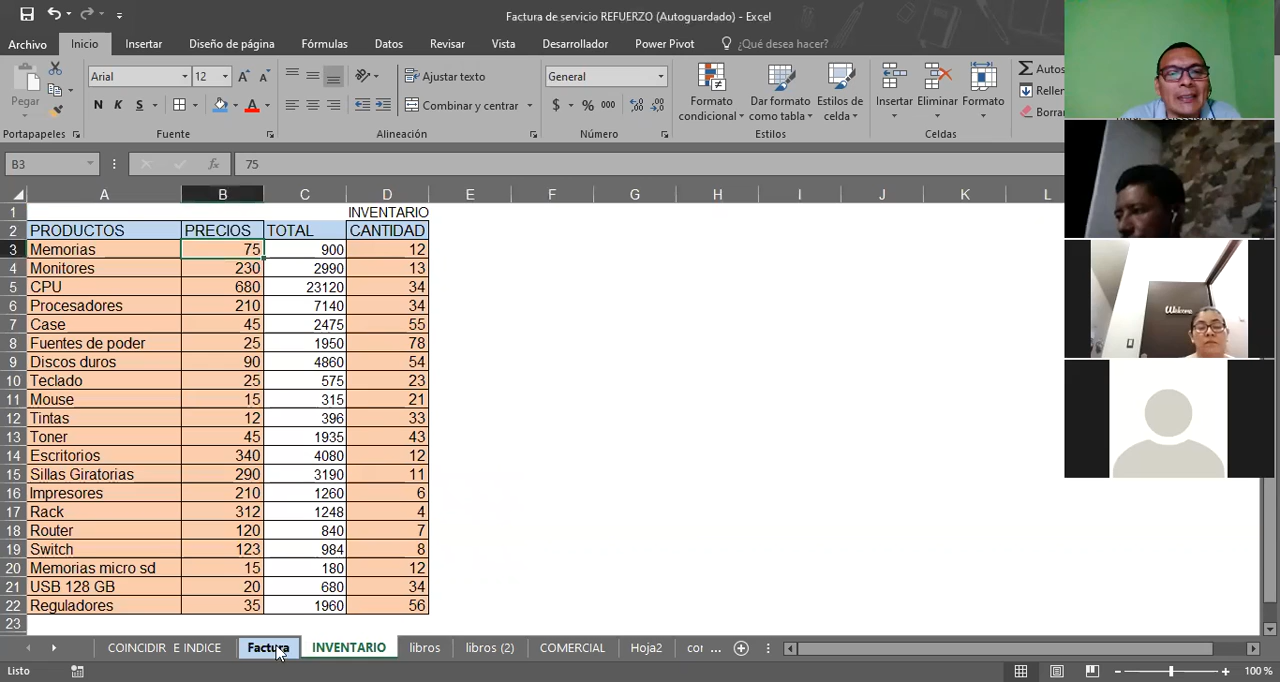 Factura de servicio REFUERZO (Autoguardado) - Excel
Archivo Inicio Insertar Diseño de página Fórmulas Datos Revisar Vista Desarrollador Power Pivot ¿Qué desea hacer?
Pegar
Arial 12
N K S
Ajustar texto
Combinar y centrar
General
$ % 000
Formato condicional
Dar formato como tabla
Estilos de celda
Insertar Eliminar Formato
Autos
Rellen
Borra
Portapapeles Fuente Alineación Número Estilos Celdas
B3 fx 75
A B C D E F G H I J K L
1 INVENTARIO
2 PRODUCTOS PRECIOS TOTAL CANTIDAD
3 Memorias 75 900 12
4 Monitores 230 2990 13
5 CPU 680 23120 34
6 Procesadores 210 7140 34
7 Case 45 2475 55
8 Fuentes de poder 25 1950 78
9 Discos duros 90 4860 54
10 Teclado 25 575 23
11 Mouse 15 315 21
12 Tintas 12 396 33
13 Toner 45 1935 43
14 Escritorios 340 4080 12
15 Sillas Giratorias 290 3190 11
16 Impresores 210 1260 6
17 Rack 312 1248 4
18 Router 120 840 7
19 Switch 123 984 8
20 Memorias micro sd 15 180 12
21 USB 128 GB 20 680 34
22 Reguladores 35 1960 56
23
COINCIDIR E INDICE Factura INVENTARIO libros libros (2) COMERCIAL Hoja2 cor ...
Listo 100 %
Welcome